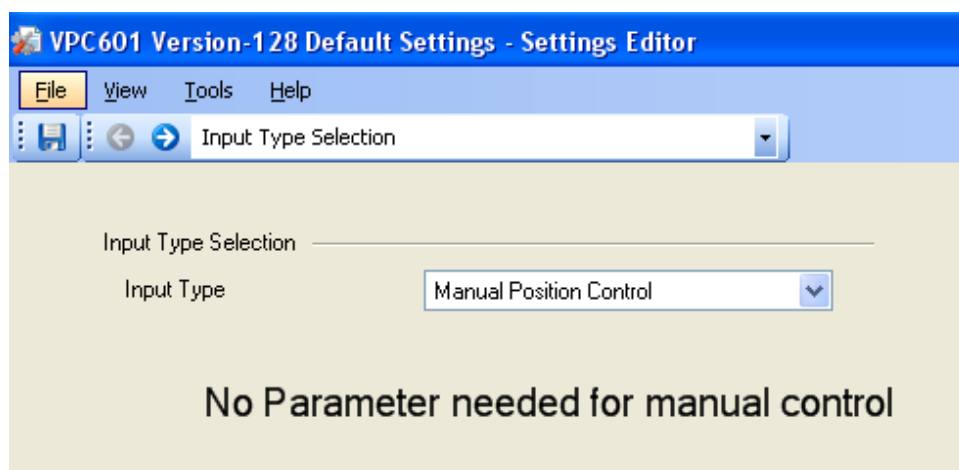 VPC601 Version-128 Default Settings - Settings Editor
File View Tools Help
Input Type Selection
Input Type Selection
Input Type Manual Position Control
No Parameter needed for manual control